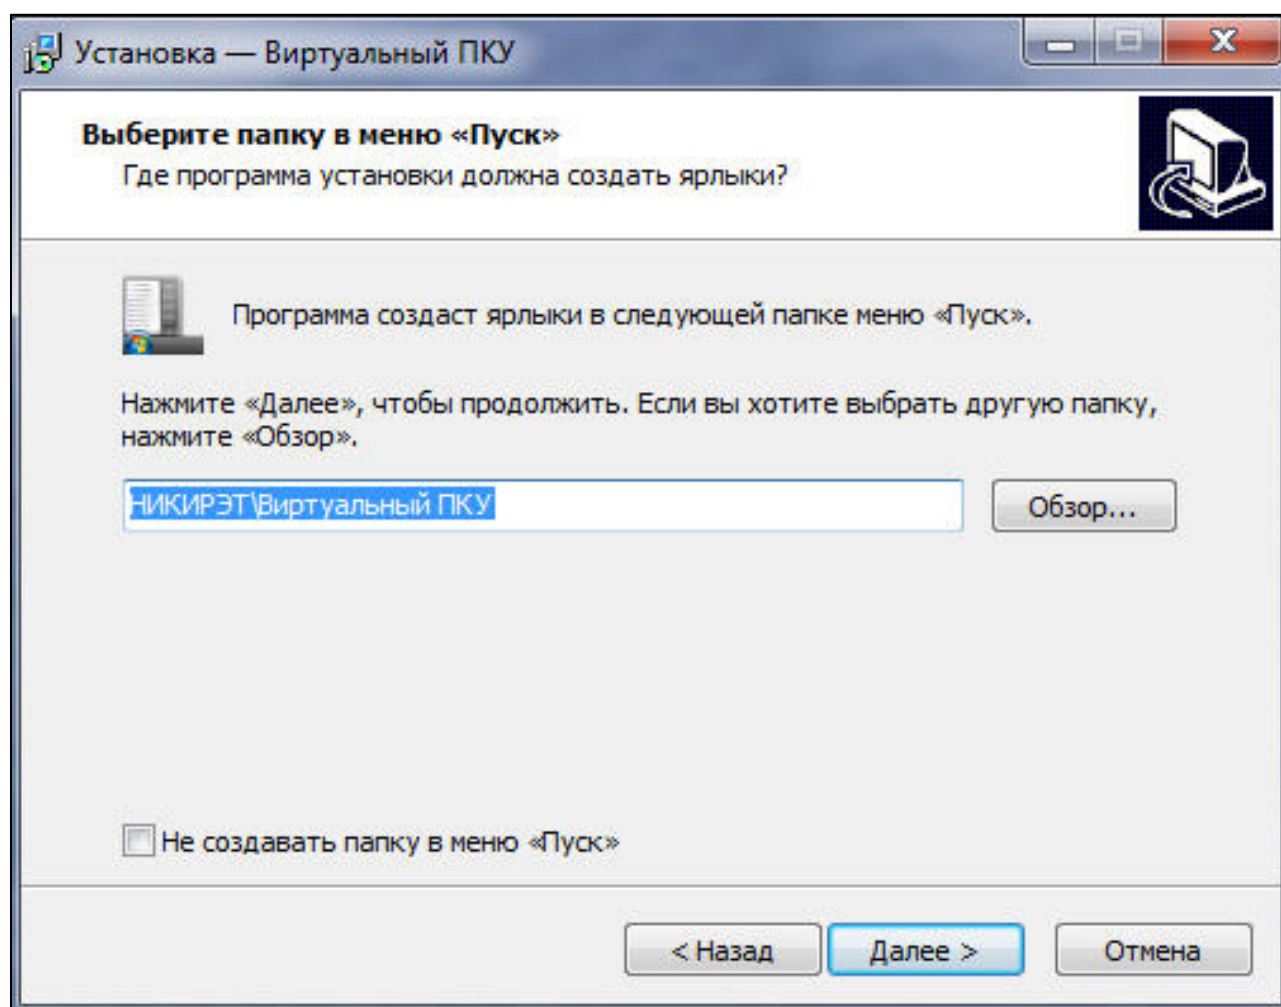 Установка — Виртуальный ПКУ
Выберите папку в меню «Пуск»
Где программа установки должна создать ярлыки?
Программа создаст ярлыки в следующей папке меню «Пуск».
Нажмите «Далее», чтобы продолжить. Если вы хотите выбрать другую папку,
нажмите «Обзор».
НИКИРЭТ\Виртуальный ПКУ
Обзор...
Не создавать папку в меню «Пуск»
< Назад
Далее >
Отмена